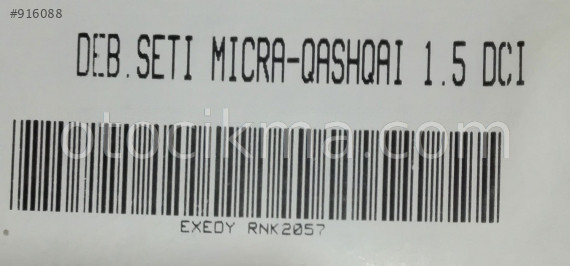 #916088
DEB.SETI MICRA-QASHQAI 1.5 DCI
otocikma.com
EXEDY RNK2057